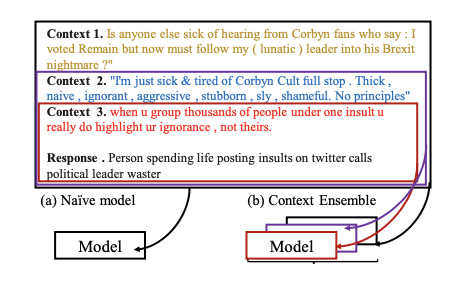 Context 1. Is anyone else sick of hearing from Corbyn fans who say : I
voted Remain but now must follow my ( lunatic ) leader into his Brexit
nightmare ?"
Context 2. "I'm just sick & tired of Corbyn Cult full stop . Thick ,
naive , ignorant , aggressive , stubborn , sly , shameful. No principles"
Context 3. when u group thousands of people under one insult u
really do highlight ur ignorance , not theirs.
Response . Person spending life posting insults on twitter calls
political leader waster
(a) Naïve model
(b) Context Ensemble
Model
Model